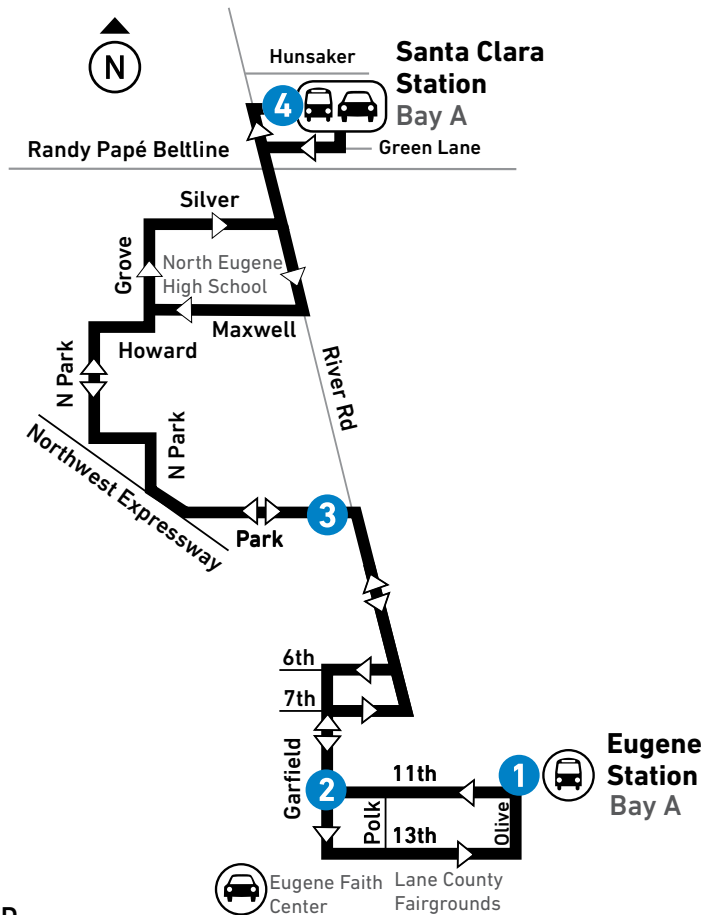 N
Hunsaker
Santa Clara
Station
Bay A
4
Randy Papé Beltline
Green Lane
Silver
Grove
North Eugene
High School
Maxwell
Howard
N Park
River Rd
N Park
Northwest Expressway
3
Park
6th
7th
Garfield
Eugene
Station
Bay A
1
11th
2
Polk
Olive
13th
Eugene Faith
Center
Lane County
Fairgrounds